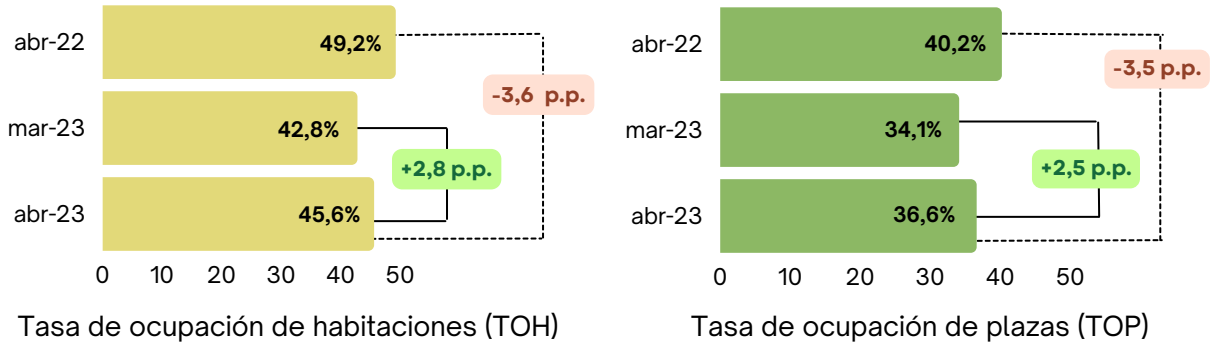 abr-22
49,2%
-3,6 p.p.
mar-23
42,8%
+2,8 p.p.
abr-23
45,6%
0 10 20 30 40 50
Tasa de ocupación de habitaciones (TOH)
abr-22
40,2%
-3,5 p.p.
mar-23
34,1%
+2,5 p.p.
abr-23
36,6%
0 10 20 30 40 50
Tasa de ocupación de plazas (TOP)